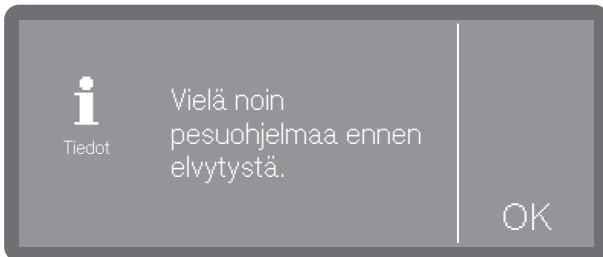 Tiedot
Vielä noin
pesuohjelmaa ennen
elvytystä.
OK